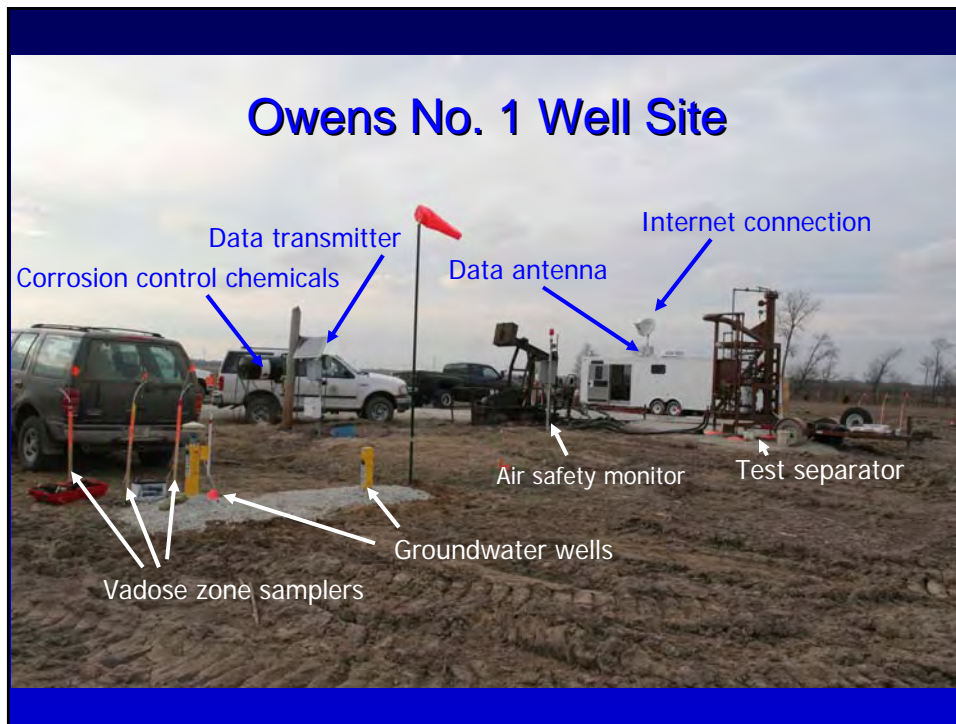 Owens No. 1 Well Site
Internet connection
Data transmitter
Data antenna
Corrosion control chemicals
Air safety monitor
Test separator
Groundwater wells
Vadose zone samplers